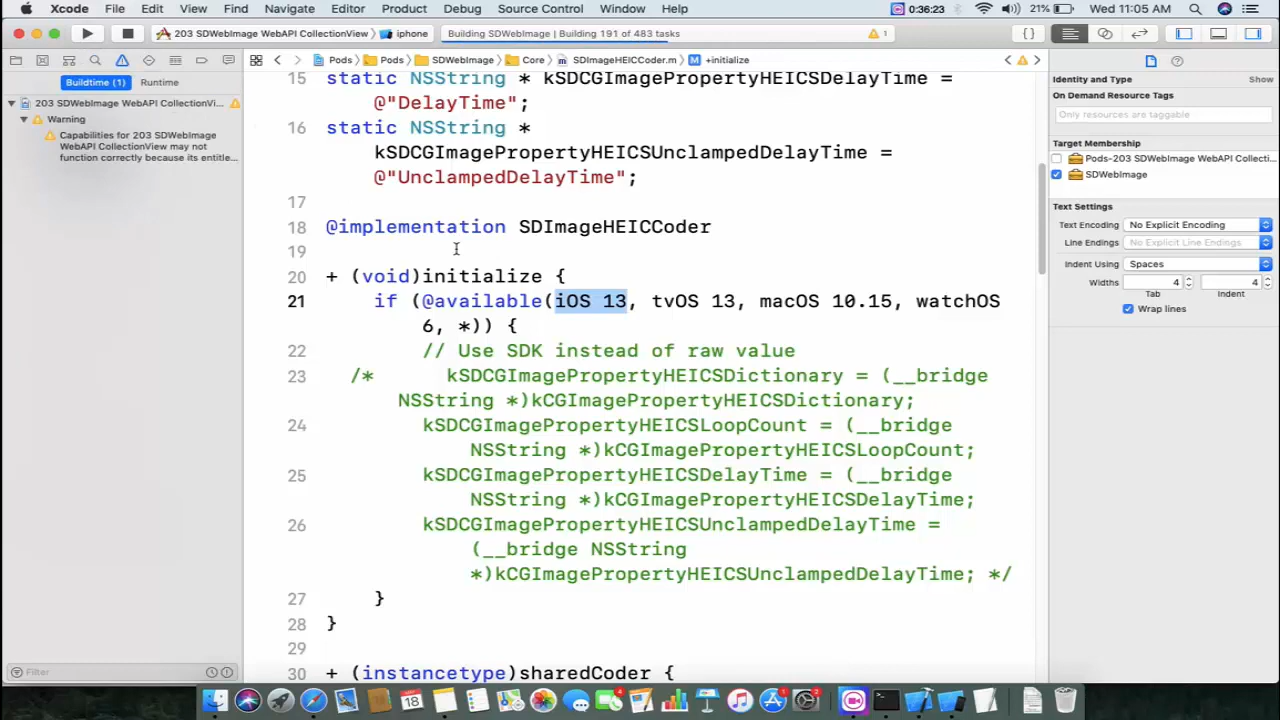 Xcode File Edit View Find Navigate Editor Product Debug Source Control Window Help 0:36:23 21% Wed 11:05 AM
203 SDWebImage WebAPI CollectionView iphone Building SDWebImage | Building 191 of 483 tasks 1
Pods Pods SDWebImage Core SDImageHEICCoder.m M +initialize
Buildtime (1) Runtime
203 SDWebImage WebAPI CollectionVi...
Warning
Capabilities for 203 SDWebImage
WebAPI CollectionView may not
function correctly because its entitle...
Filter
15 static NSString * kSDCGImagePropertyHEICSDelayTime =
@"DelayTime";
16 static NSString *
kSDCGImagePropertyHEICSUnclampedDelayTime =
@"UnclampedDelayTime";
17
18 @implementation SDImageHEICCoder
19
20 + (void)initialize {
21 if (@available(iOS 13, tvOS 13, macOS 10.15, watchOS
6, *)) {
22 // Use SDK instead of raw value
23 /* kSDCGImagePropertyHEICSDictionary = (__bridge
NSString *)kCGImagePropertyHEICSDictionary;
24 kSDCGImagePropertyHEICSLoopCount = (__bridge
NSString *)kCGImagePropertyHEICSLoopCount;
25 kSDCGImagePropertyHEICSDelayTime = (__bridge
NSString *)kCGImagePropertyHEICSDelayTime;
26 kSDCGImagePropertyHEICSUnclampedDelayTime =
(__bridge NSString
*)kCGImagePropertyHEICSUnclampedDelayTime; */
27 }
28 }
29
30 + (instancetype)sharedCoder {
Identity and Type Show
On Demand Resource Tags
Only resources are taggable
Target Membership
Pods-203 SDWebImage WebAPI Collecti...
SDWebImage
Text Settings
Text Encoding No Explicit Encoding
Line Endings No Explicit Line Endings
Indent Using Spaces
Widths 4 4
Tab Indent
Wrap lines